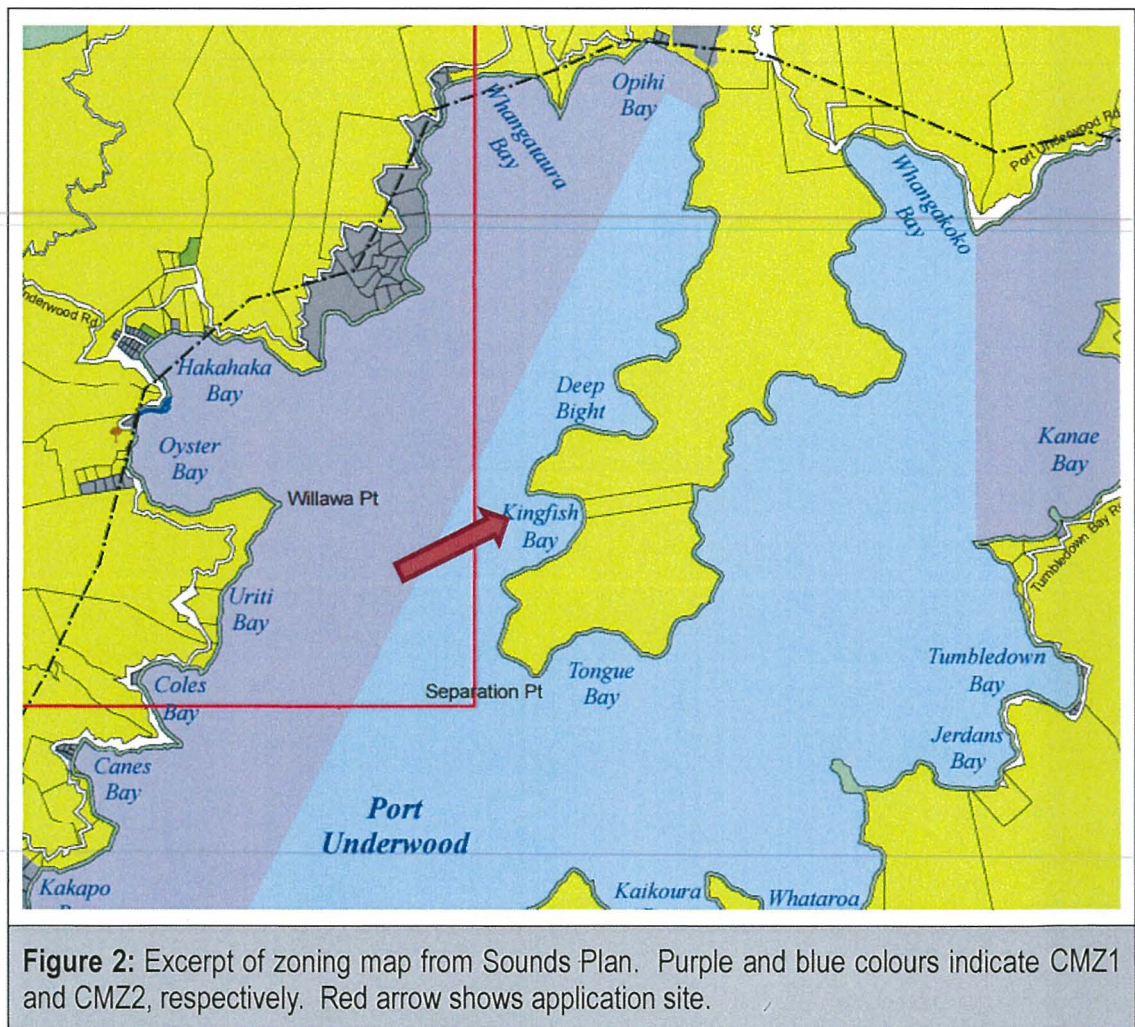 Opihi
Bay
Whangataura
Bay
Port Underwood Rd
Whangakoko
Bay
nderwood Rd
Hakahaka
Bay
Deep
Bight
Oyster
Bay
Kanae
Bay
Willawa Pt
Kingfish
Bay
Tumbledown Bay Rd
Uriti
Bay
Tumbledown
Bay
Coles
Bay
Separation Pt
Tongue
Bay
Jerdans
Bay
Canes
Bay
Port
Underwood
Kakapo
Kaikoura
Whataroa
Figure 2: Excerpt of zoning map from Sounds Plan. Purple and blue colours indicate CMZ1
and CMZ2, respectively. Red arrow shows application site.